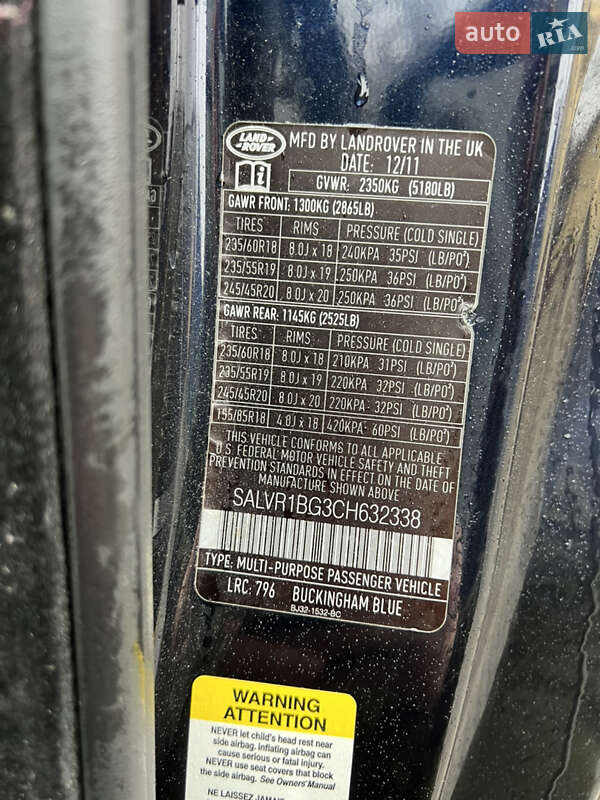 auto RIA.com
LAND ROVER
MFD BY LANDROVER IN THE UK
DATE: 12/11
GVWR: 2350KG (5180LB)
GAWR FRONT: 1300KG (2865LB)
TIRES RIMS PRESSURE (COLD SINGLE)
235/60R18 8.0J x 18 240KPA 35PSI (LB/PO²)
235/55R19 8.0J x 19 250KPA 36PSI (LB/PO²)
245/45R20 8.0J x 20 250KPA 36PSI (LB/PO²)
GAWR REAR: 1145KG (2525LB)
TIRES RIMS PRESSURE (COLD SINGLE)
235/60R18 8.0J x 18 210KPA 31PSI (LB/PO²)
235/55R19 8.0J x 19 220KPA 32PSI (LB/PO²)
245/45R20 8.0J x 20 220KPA 32PSI (LB/PO²)
155/85R18 4.0J x 18 420KPA 60PSI (LB/PO²)
THIS VEHICLE CONFORMS TO ALL APPLICABLE
U.S FEDERAL MOTOR VEHICLE SAFETY AND THEFT
PREVENTION STANDARDS IN EFFECT ON THE DATE OF
MANUFACTURE SHOWN ABOVE
SALVR1BG3CH632338
TYPE: MULTI-PURPOSE PASSENGER VEHICLE
LRC: 796 BUCKINGHAM BLUE
BJ32-1532-BC
WARNING
ATTENTION
NEVER let child's head rest near
side airbag, inflating airbag can
cause serious or fatal injury.
NEVER use seat covers that block
the side airbag. See Owners' Manual
NE LAISSEZ JAMAIS